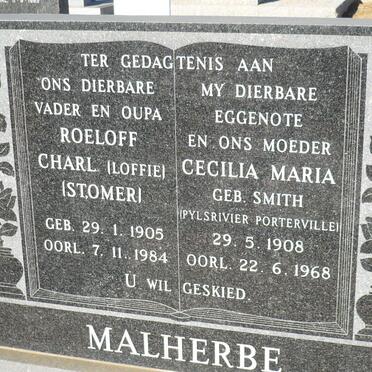 TER GEDAGTENIS AAN
ONS DIERBARE
VADER EN OUPA
ROELOFF
CHARL (LOFFIE)
(STOMER)
GEB. 29. 1. 1905
OORL. 7. 11. 1984
MY DIERBARE
EGGENOTE
EN ONS MOEDER
CECILIA MARIA
GEB. SMITH
(PYLSRIVIER PORTERVILLE)
29. 5. 1908
OORL. 22. 6. 1968
U WIL GESKIED.
MALHERBE